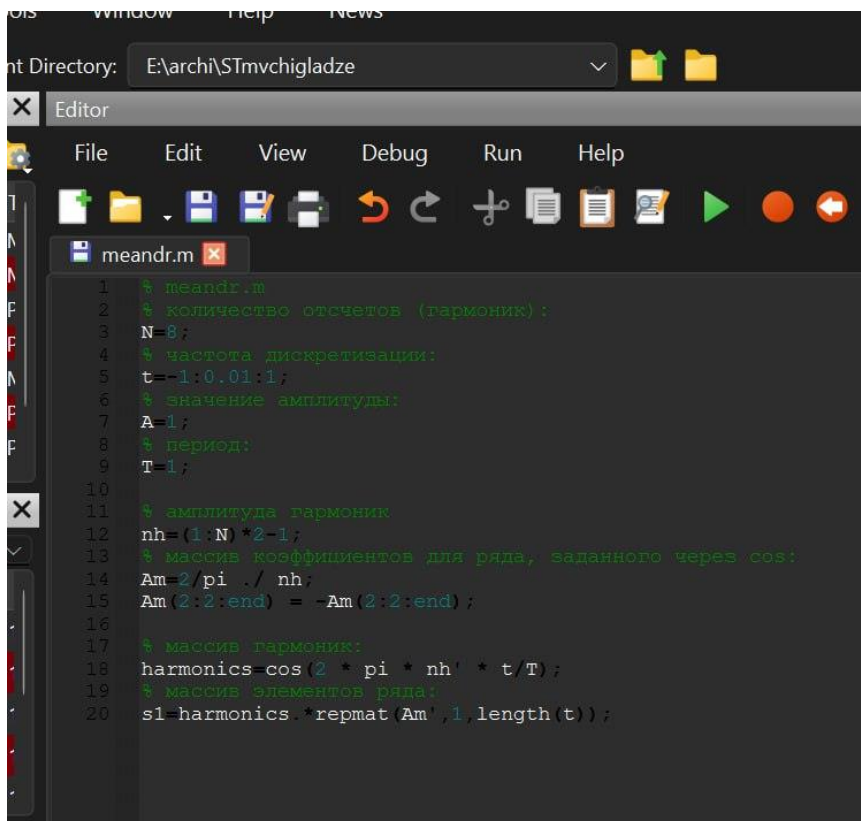 Window Help News
nt Directory: E:\archi\STmvchigladze
Editor
File Edit View Debug Run Help
meandr.m
1 % meandr.m
2 % количество отсчетов (гармоник):
3 N=8;
4 % частота дискретизации:
5 t=-1:0.01:1;
6 % значение амплитуды:
7 A=1;
8 % период:
9 T=1;
10
11 % амплитуда гармоник
12 nh=(1:N)*2-1;
13 % массив коэффициентов для ряда, заданного через cos:
14 Am=2/pi ./ nh;
15 Am(2:2:end) = -Am(2:2:end);
16
17 % массив гармоник:
18 harmonics=cos(2 * pi * nh' * t/T);
19 % массив элементов ряда:
20 s1=harmonics.*repmat(Am',1,length(t));